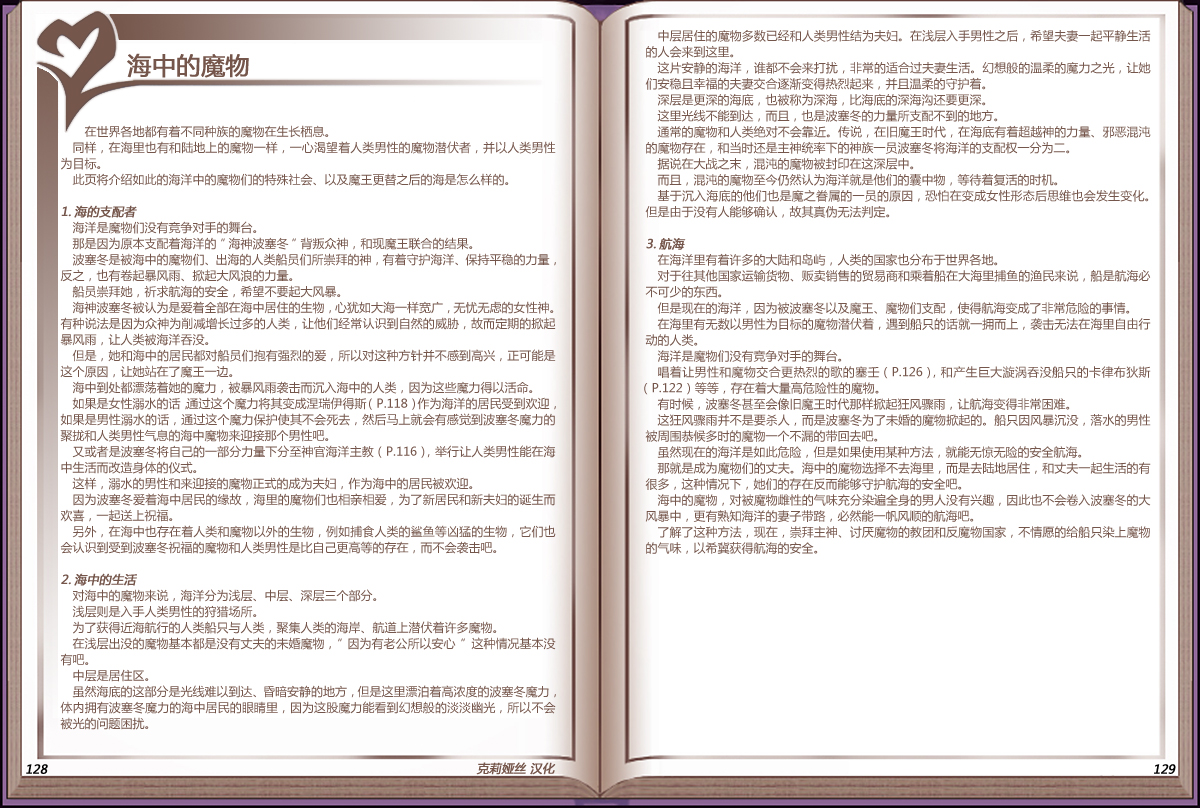 海中的魔物
在世界各地都有着不同种族的魔物在生长栖息。
同样，在海里也有和陆地上的魔物一样，一心渴望着人类男性的魔物潜伏者，并以人类男性
为目标。
此页将介绍如此的海洋中的魔物们的特殊社会、以及魔王更替之后的海是怎么样的。
1. 海的支配者
海洋是魔物们没有竞争对手的舞台。
那是因为原本支配着海洋的＂海神波塞冬＂背叛众神，和现魔王联合的结果。
波塞冬是被海中的魔物们、出海的人类船员们所崇拜的神，有着守护海洋、保持平稳的力量，
反之，也有卷起暴风雨、掀起大风浪的力量。
船员崇拜她，祈求航海的安全，希望不要起大风暴。
海神波塞冬被认为是爱着全部在海中居住的生物，心犹如大海一样宽广，无忧无虑的女性神。
有种说法是因为众神为削减增长过多的人类，让他们经常认识到自然的威胁，故而定期的掀起
暴风雨，让人类被海洋吞没。
但是，她和海中的居民都对船员们抱有强烈的爱，所以对这种方针并不感到高兴，正可能是
这个原因，让她站在了魔王一边。
海中到处都漂荡着她的魔力，被暴风雨袭击而沉入海中的人类，因为这些魔力得以活命。
如果是女性溺水的话，通过这个魔力将其变成涅瑞伊得斯（P.118）作为海洋的居民受到欢迎，
如果是男性溺水的话，通过这个魔力保护使其不会死去，然后马上就会有感觉到波塞冬魔力的
聚拢和人类男性气息的海中魔物来迎接那个男性吧。
又或者是波塞冬将自己的一部分力量下分至神官海洋主教（P.116），举行让人类男性能在海
中生活而改造身体的仪式。
这样，溺水的男性和来迎接的魔物正式的成为夫妇，作为海中的居民被欢迎。
因为波塞冬爱着海中居民的缘故，海里的魔物们也相亲相爱，为了新居民和新夫妇的诞生而
欢喜，一起送上祝福。
另外，在海中也存在着人类和魔物以外的生物，例如捕食人类的鲨鱼等凶猛的生物，它们也
会认识到受到波塞冬祝福的魔物和人类男性是比自己更高等的存在，而不会袭击吧。
2. 海中的生活
对海中的魔物来说，海洋分为浅层、中层、深层三个部分。
浅层则是入手人类男性的狩猎场所。
为了获得近海航行的人类船只与人类，聚集人类的海岸、航道上潜伏着许多魔物。
在浅层出没的魔物基本都是没有丈夫的未婚魔物，＂因为有老公所以安心＂这种情况基本没
有吧。
中层是居住区。
虽然海底的这部分是光线难以到达、昏暗安静的地方，但是这里漂泊着高浓度的波塞冬魔力，
体内拥有波塞冬魔力的海中居民的眼睛里，因为这股魔力能看到幻想般的淡淡幽光，所以不会
被光的问题困扰。
128
克莉娅丝 汉化
中层居住的魔物多数已经和人类男性结为夫妇。在浅层入手男性之后，希望夫妻一起平静生活
的人会来到这里。
这片安静的海洋，谁都不会来打扰，非常的适合过夫妻生活。幻想般的温柔的魔力之光，让她
们安稳且幸福的夫妻交合逐渐变得热烈起来，并且温柔的守护着。
深层是更深的海底，也被称为深海，比海底的深海沟还要更深。
这里光线不能到达，而且，也是波塞冬的力量所支配不到的地方。
通常的魔物和人类绝对不会靠近。传说，在旧魔王时代，在海底有着超越神的力量、邪恶混沌
的魔物存在，和当时还是主神统率下的神族一员波塞冬将海洋的支配权一分为二。
据说在大战之末，混沌的魔物被封印在这深层中。
而且，混沌的魔物至今仍然认为海洋就是他们的囊中物，等待着复活的时机。
基于沉入海底的他们也是魔之眷属的一员的原因，恐怕在变成女性形态后思维也会发生变化。
但是由于没有人能够确认，故其真伪无法判定。
3. 航海
在海洋里有着许多的大陆和岛屿，人类的国家也分布于世界各地。
对于往其他国家运输货物、贩卖销售的贸易商和乘着船在大海里捕鱼的渔民来说，船是航海必
不可少的东西。
但是现在的海洋，因为被波塞冬以及魔王、魔物们支配，使得航海变成了非常危险的事情。
在海里有无数以男性为目标的魔物潜伏着，遇到船只的话就一拥而上，袭击无法在海里自由行
动的人类。
海洋是魔物们没有竞争对手的舞台。
唱着让男性和魔物交合更热烈的歌的塞壬（P.126），和产生巨大漩涡吞没船只的卡律布狄斯
（P.122）等等，存在着大量高危险性的魔物。
有时候，波塞冬甚至会像旧魔王时代那样掀起狂风骤雨，让航海变得非常困难。
这狂风骤雨并不是要杀人，而是波塞冬为了未婚的魔物掀起的。船只因风暴沉没，落水的男性
被周围恭候多时的魔物一个不漏的带回去吧。
虽然现在的海洋是如此危险，但是如果使用某种方法，就能无惊无险的安全航海。
那就是成为魔物们的丈夫。海中的魔物选择不去海里，而是去陆地居住，和丈夫一起生活的有
很多，这种情况下，她们的存在反而能够守护航海的安全吧。
海中的魔物，对被魔物雌性的气味充分染遍全身的男人没有兴趣，因此也不会卷入波塞冬的大
风暴中，更有熟知海洋的妻子带路，必然能一帆风顺的航海吧。
了解了这种方法，现在，崇拜主神、讨厌魔物的教团和反魔物国家，不情愿的给船只染上魔物
的气味，以希冀获得航海的安全。
129